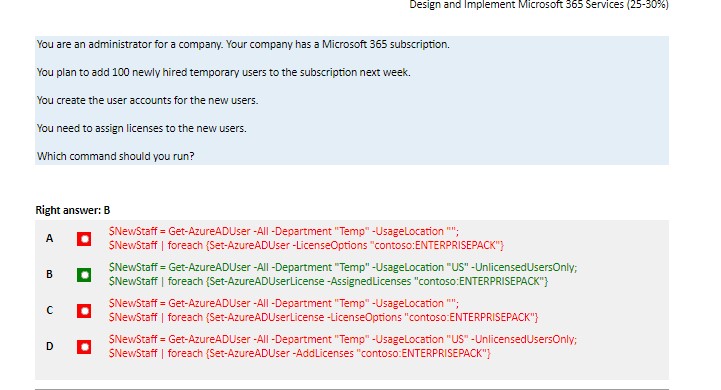 Design and Implement Microsoft 365 Services (25-30%)
You are an administrator for a company. Your company has a Microsoft 365 subscription.
You plan to add 100 newly hired temporary users to the subscription next week.
You create the user accounts for the new users.
You need to assign licenses to the new users.
Which command should you run?
Right answer: B
A
$NewStaff = Get-AzureADUser -All -Department "Temp" -UsageLocation "";
$NewStaff | foreach {Set-AzureADUser -LicenseOptions "contoso:ENTERPRISEPACK"}
B
$NewStaff = Get-AzureADUser -All -Department "Temp" -UsageLocation "US" -UnlicensedUsersOnly;
$NewStaff | foreach {Set-AzureADUserLicense -AssignedLicenses "contoso:ENTERPRISEPACK"}
C
$NewStaff = Get-AzureADUser -All -Department "Temp" -UsageLocation "";
$NewStaff | foreach {Set-AzureADUserLicense -LicenseOptions "contoso:ENTERPRISEPACK"}
D
$NewStaff = Get-AzureADUser -All -Department "Temp" -UsageLocation "US" -UnlicensedUsersOnly;
$NewStaff | foreach {Set-AzureADUser -AddLicenses "contoso:ENTERPRISEPACK"}